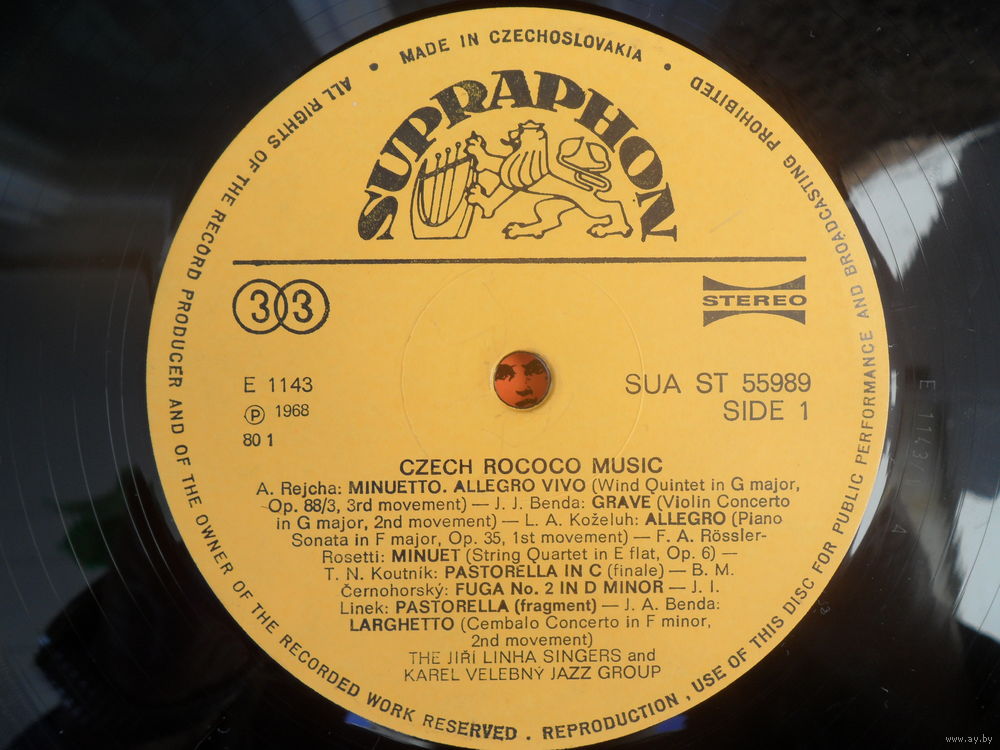 MADE IN CZECHOSLOVAKIA
ALL RIGHTS OF THE RECORD PRODUCER AND OF THE OWNER OF THE RECORDED WORK RESERVED . REPRODUCTION , USE OF THIS DISC FOR PUBLIC PERFORMANCE AND BROADCASTING PROHIBITED
SUPRAPHON
33
STEREO
E 1143
SUA ST 55989
Ⓟ 1968
SIDE 1
80 1
CZECH ROCOCO MUSIC
A. Rejcha: MINUETTO. ALLEGRO VIVO (Wind Quintet in G major,
Op. 88/3, 3rd movement) — J. J. Benda: GRAVE (Violin Concerto
in G major, 2nd movement) — L. A. Koželuh: ALLEGRO (Piano
Sonata in F major, Op. 35, 1st movement) — F. A. Rössler-
Rosetti: MINUET (String Quartet in E flat, Op. 6) —
T. N. Koutník: PASTORELLA IN C (finale) — B. M.
Černohorský: FUGA No. 2 IN D MINOR — J. I.
Linek: PASTORELLA (fragment) — J. A. Benda:
LARGHETTO (Cembalo Concerto in F minor,
2nd movement)
THE JIŘÍ LINHA SINGERS and
KAREL VELEBNÝ JAZZ GROUP
www.ay.by